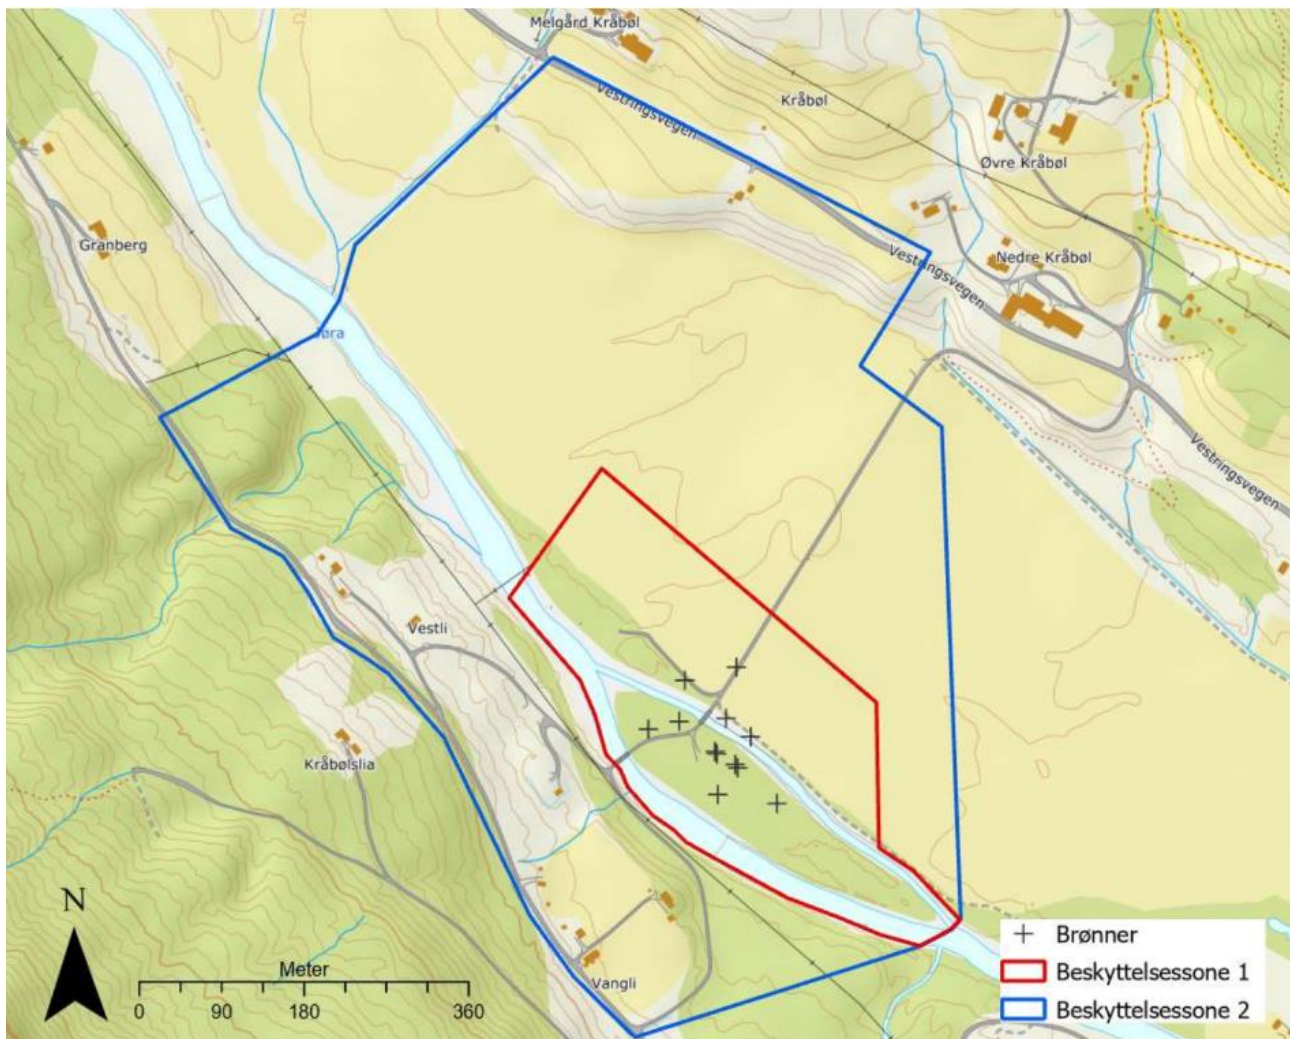 Melgård Kråbøl
Vestringsvegen
Kråbøl
Øvre Kråbøl
Granberg
Vestringsvegen
Nedre Kråbøl
Vestringsvegen
Vestli
Kråbølslia
Vangli
N
Meter
0 90 180 360
Brønner
Beskyttelsessone 1
Beskyttelsessone 2